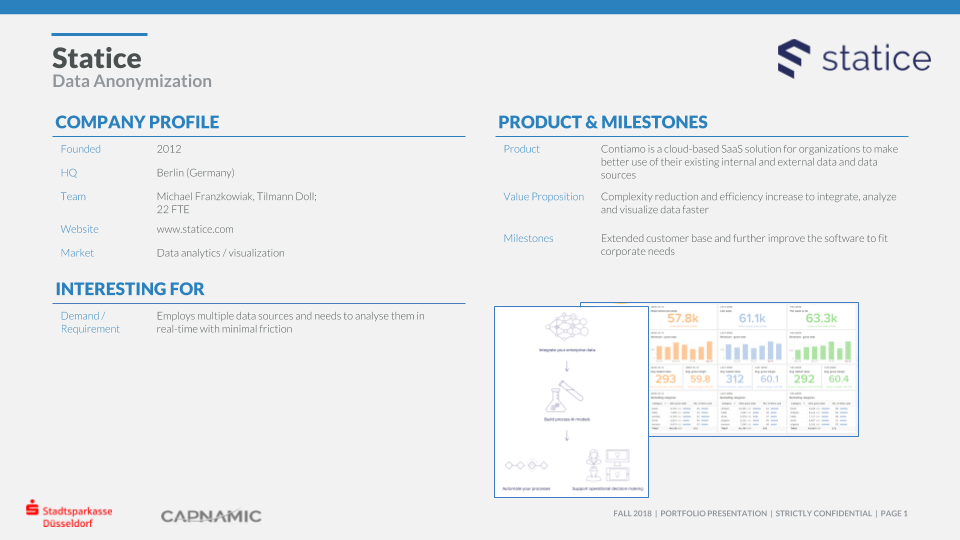 Statice
Data Anonymization
statice
COMPANY PROFILE
Founded 2012
HQ Berlin (Germany)
Team Michael Franzkowiak, Tilmann Doll;
22 FTE
Website www.statice.com
Market Data analytics / visualization
INTERESTING FOR
Demand / Employs multiple data sources and needs to analyse them in
Requirement real-time with minimal friction
PRODUCT & MILESTONES
Product Contiamo is a cloud-based SaaS solution for organizations to make
better use of their existing internal and external data and data
sources
Value Proposition Complexity reduction and efficiency increase to integrate, analyze
and visualize data faster
Milestones Extended customer base and further improve the software to fit
corporate needs
Integrate your enterprise data
Build process AI models
Automate your processes Support operational decision-making
57.8k 61.1k 63.3k
293 59.8 312 60.1 292 60.4
Stadtsparkasse
Düsseldorf
CAPNAMIC
FALL 2018 | PORTFOLIO PRESENTATION | STRICTLY CONFIDENTIAL | PAGE 1